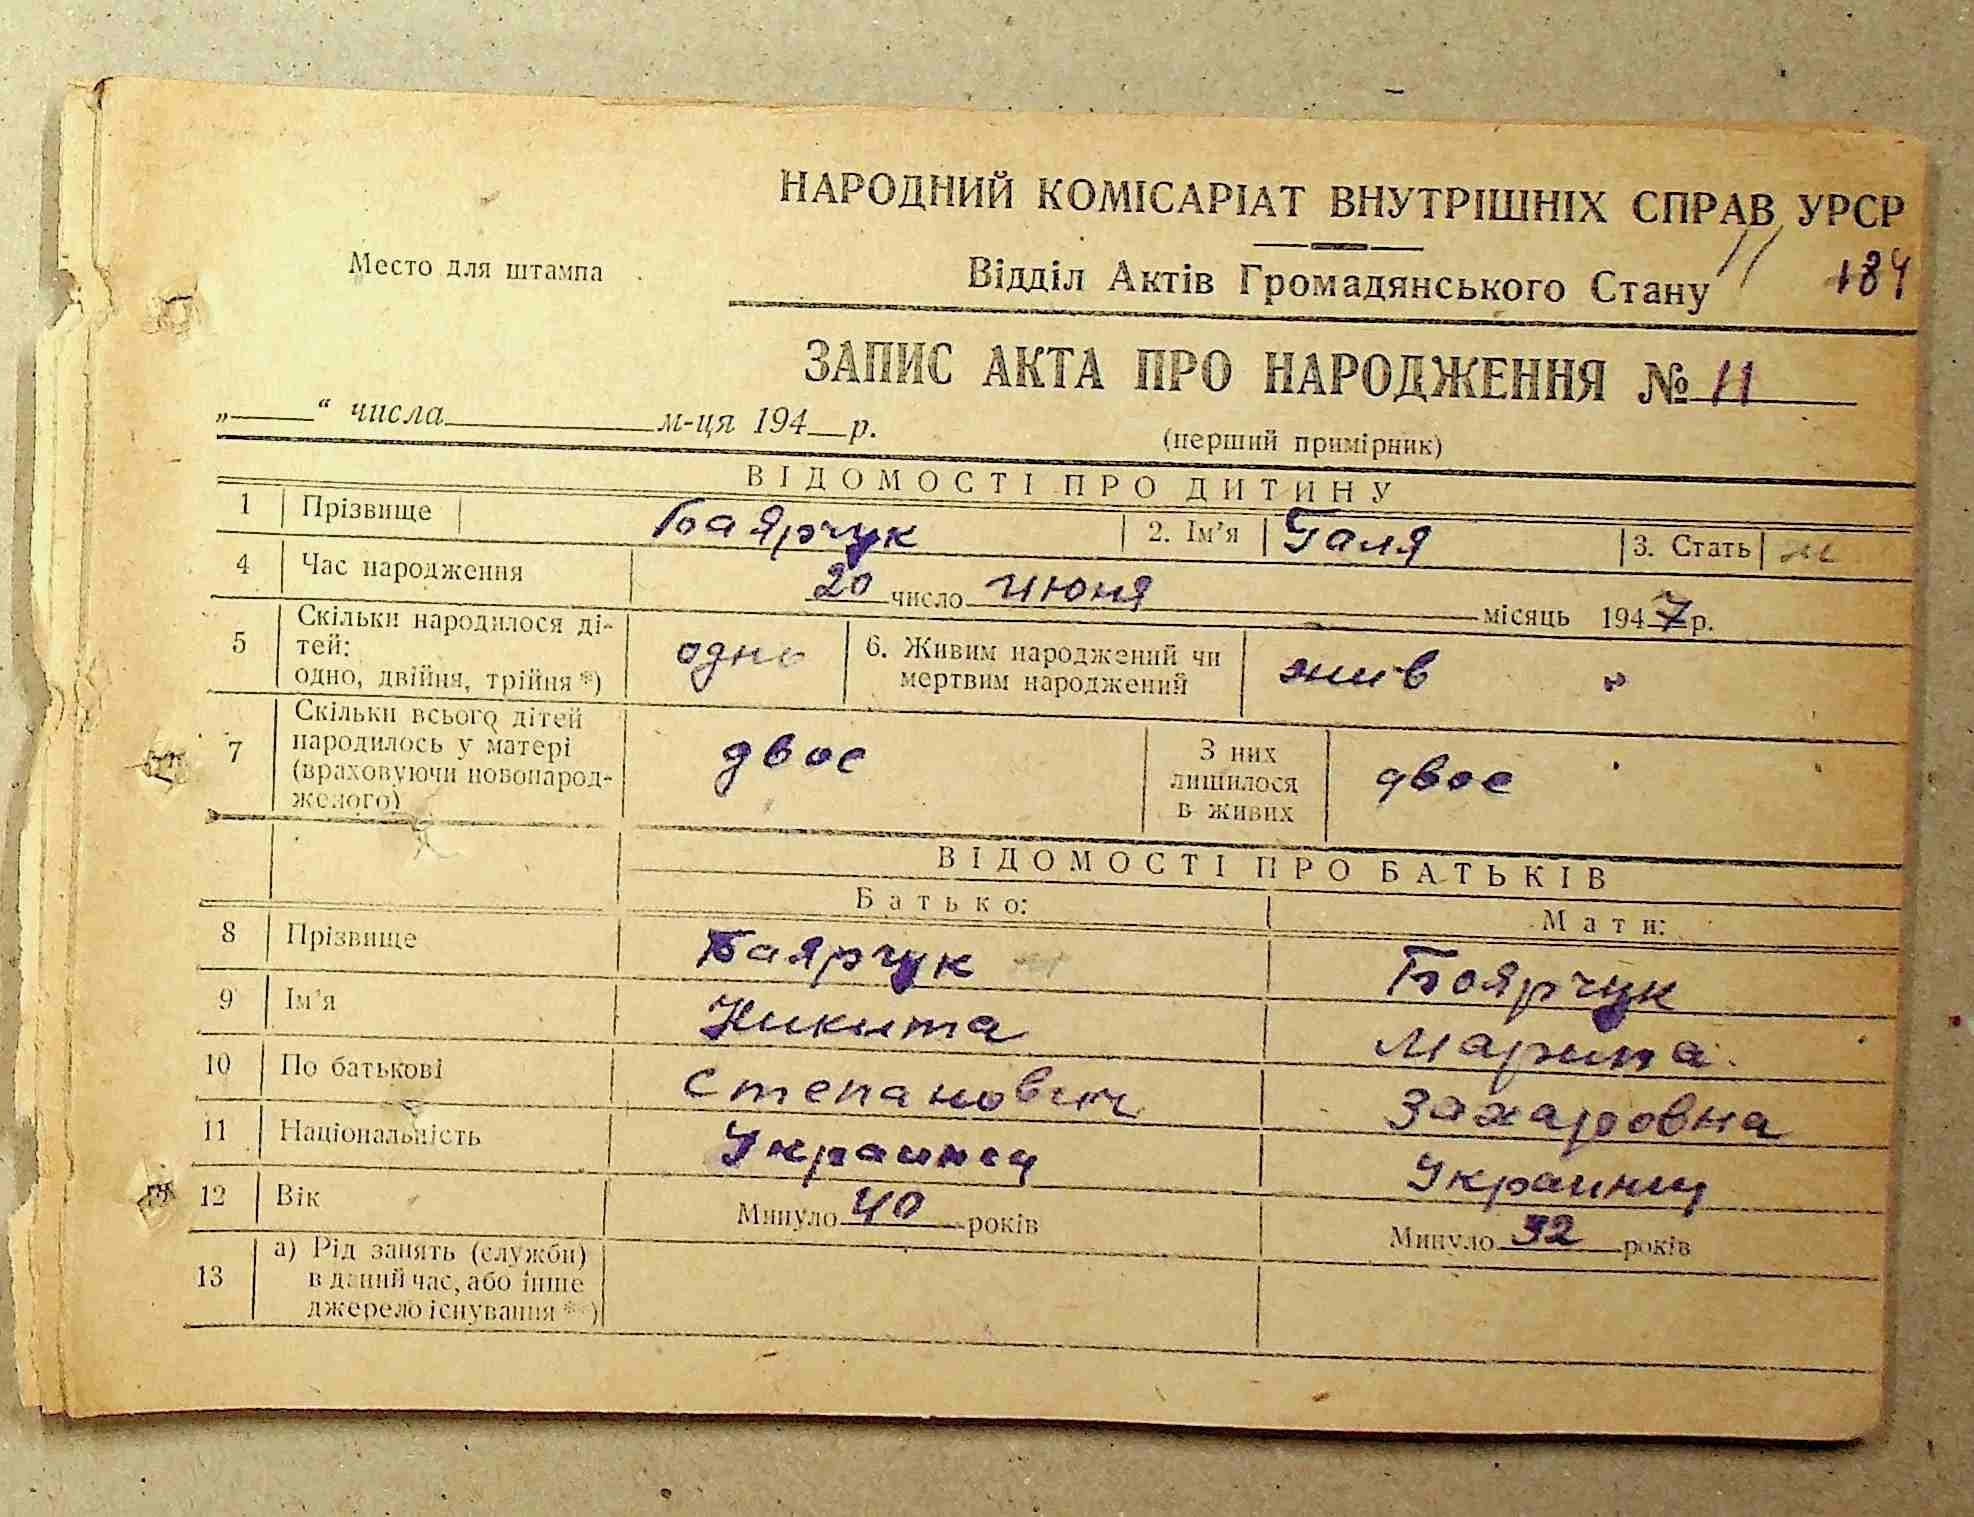 НАРОДНИЙ КОМІСАРІАТ ВНУТРІШНІХ СПРАВ УРСР
Место для штампа
Відділ Актів Громадянського Стану 11 184
ЗАПИС АКТА ПРО НАРОДЖЕННЯ № 11
„ “ числа м-ця 194 р.
(перший примірник)
ВІДОМОСТІ ПРО ДИТИНУ
1 Прізвище Баярчук 2. Ім'я Галя 3. Стать ж
4 Час народження 20 число июня місяць 1947 р.
5 Скільки народилося ді-
тей:
одно, двійня, трійня *) одно 6. Живим народжений чи
мертвим народжений жив
7 Скільки всього дітей
народилось у матері
(враховуючи новонарод-
женого) двое З них
лишилося
в живих двое
ВІДОМОСТІ ПРО БАТЬКІВ
Батько: Мати:
8 Прізвище Баярчук Боярчук
9 Ім'я Никита Марина
10 По батькові Степанович Захаровна
11 Національність Украинец Украинц
12 Вік Минуло 40 років Минуло 32 років
13 а) Рід занять (служби)
в даний час, або інше
джерело існування **)